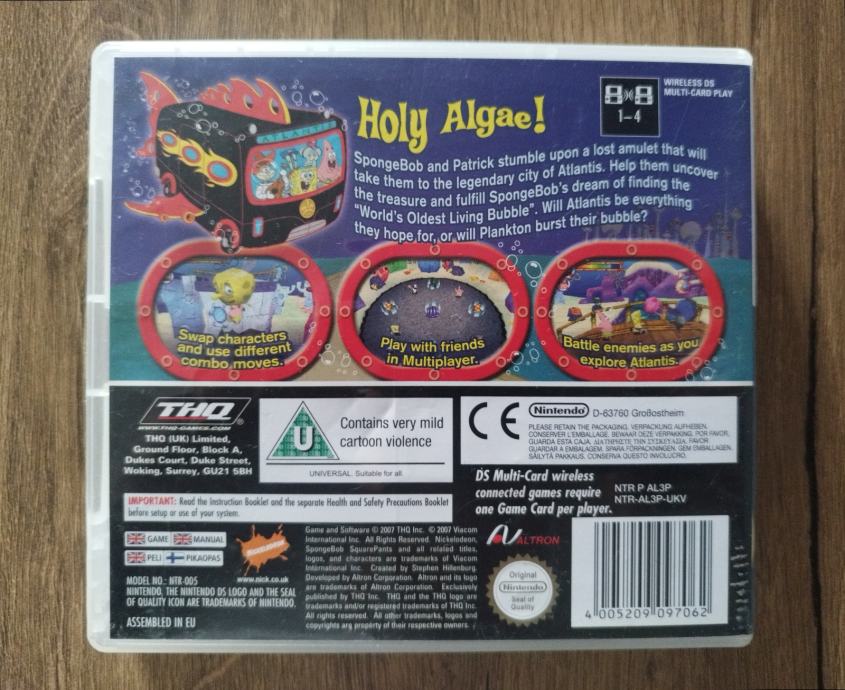 ATLANTIS
Holy Algae!
8 8
1-4
WIRELESS DS
MULTI-CARD PLAY
SpongeBob and Patrick stumble upon a lost amulet that will
take them to the legendary city of Atlantis. Help them uncover
the treasure and fulfill SpongeBob's dream of finding the
"World's Oldest Living Bubble". Will Atlantis be everything
they hope for, or will Plankton burst their bubble?
Swap characters
and use different
combo moves.
Play with friends
in Multiplayer.
Battle enemies as you
explore Atlantis.
THQ
WWW.THQ-GAMES.COM
THQ (UK) Limited,
Ground Floor, Block A,
Dukes Court, Duke Street,
Woking, Surrey, GU21 5BH
U
Contains very mild
cartoon violence
UNIVERSAL. Suitable for all.
CE
Nintendo D-63760 Großostheim
PLEASE RETAIN THE PACKAGING. VERPACKUNG AUFHEBEN.
CONSERVER L'EMBALLAGE. BEWAAR DEZE VERPAKKING. POR FAVOR,
GUARDA ESTA CAJA. ΔΙΑΤΗΡΗΣΤΕ ΤΗΝ ΣΥΣΚΕΥΑΣΙΑ. FAVOR
GUARDAR A EMBALAGEM. SPARA FÖRPACKNINGEN. GEM EMBALLAGEN.
SÄILYTÄ PAKKAUS. CONSERVA QUESTO INVOLUCRO.
DS Multi-Card wireless
connected games require
one Game Card per player.
NTR P AL3P
NTR-AL3P-UKV
IMPORTANT: Read the Instruction Booklet and the separate Health and Safety Precautions Booklet
before setup or use of your system.
GAME MANUAL
PELI PIKAOPAS
NICKELODEON
www.nick.co.uk
MODEL NO.: NTR-005
NINTENDO, THE NINTENDO DS LOGO AND THE SEAL
OF QUALITY ICON ARE TRADEMARKS OF NINTENDO.
ASSEMBLED IN EU
Game and Software © 2007 THQ Inc. © 2007 Viacom
International Inc. All Rights Reserved. Nickelodeon,
SpongeBob SquarePants and all related titles,
logos, and characters are trademarks of Viacom
International Inc. Created by Stephen Hillenburg.
Developed by Altron Corporation. Altron and its logo
are trademarks of Altron Corporation. Exclusively
published by THQ Inc. THQ and the THQ logo are
trademarks and/or registered trademarks of THQ Inc.
All rights reserved. All other trademarks, logos and
copyrights are property of their respective owners.
ALTRON
Original
Nintendo
Seal of
Quality
4 005209 097062